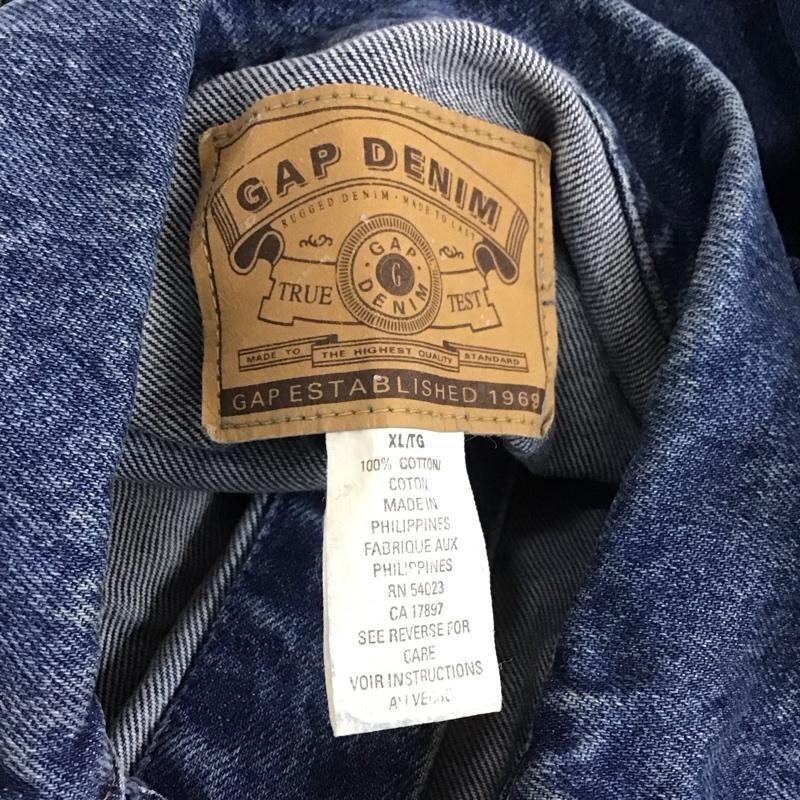 GAP DENIM
RUGGED DENIM · MADE TO LAST
GAP
TRUE G TEST
DENIM
MADE TO THE HIGHEST QUALITY STANDARD
GAP ESTABLISHED 1969
XL/TG
100% COTTON/
COTON
MADE IN
PHILIPPINES
FABRIQUE AUX
PHILIPPINES
RN 54023
CA 17897
SEE REVERSE FOR
CARE
VOIR INSTRUCTIONS
AU VERSO